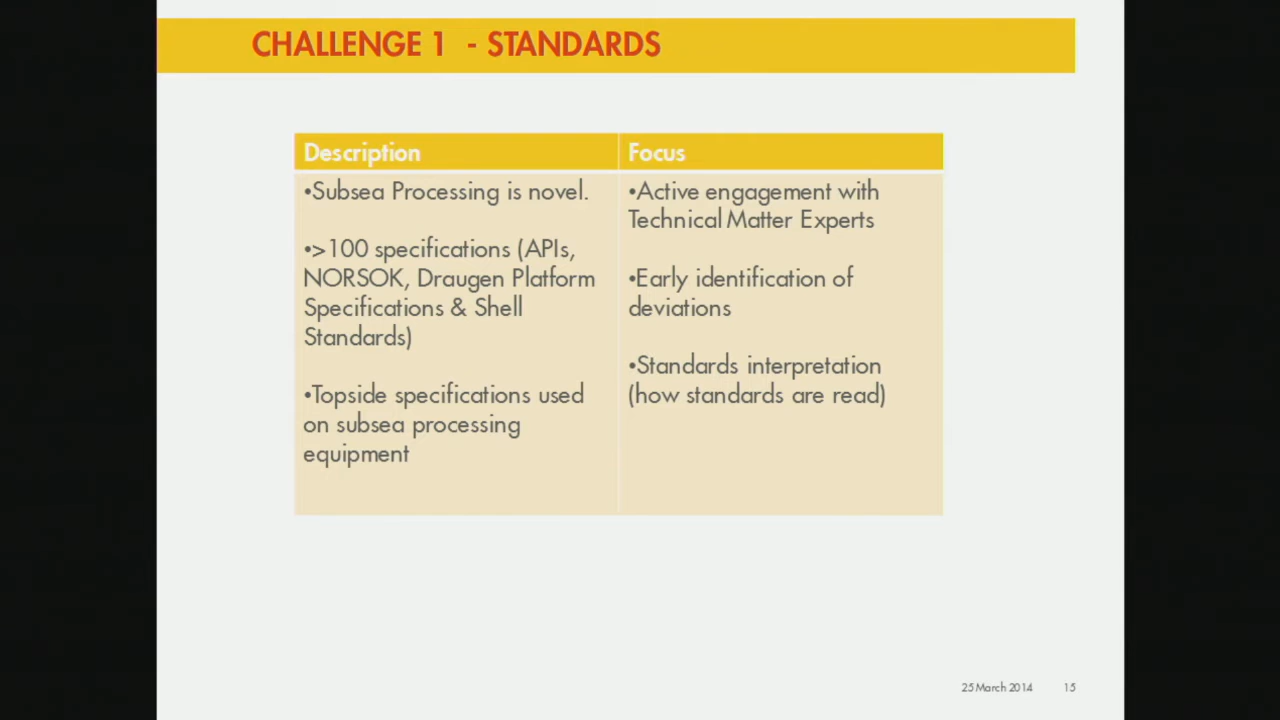 CHALLENGE 1 - STANDARDS
Description
•Subsea Processing is novel.
•>100 specifications (APIs,
NORSOK, Draugen Platform
Specifications & Shell
Standards)
•Topside specifications used
on subsea processing
equipment
Focus
•Active engagement with
Technical Matter Experts
•Early identification of
deviations
•Standards interpretation
(how standards are read)
25 March 2014 15